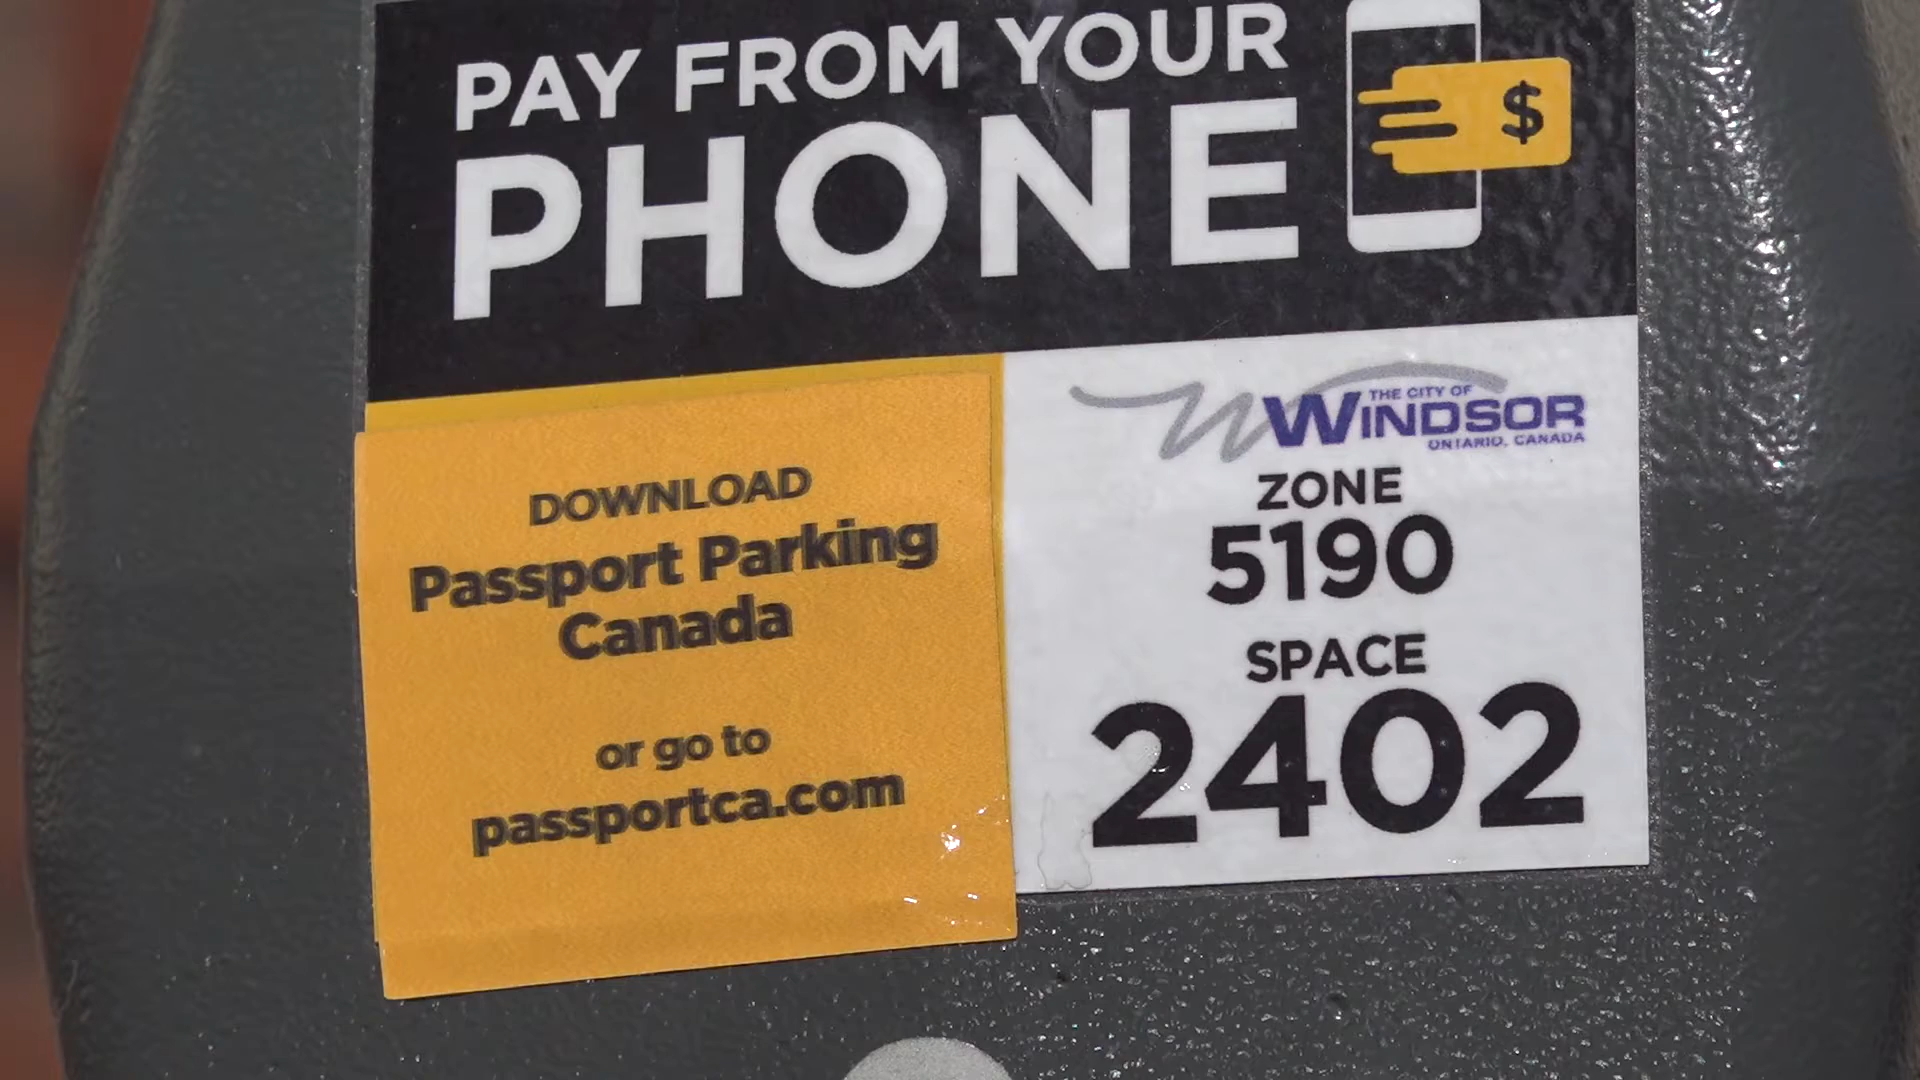 PAY FROM YOUR
PHONE
$
DOWNLOAD
Passport Parking
Canada
or go to
passportca.com
THE CITY OF
WINDSOR
ONTARIO, CANADA
ZONE
5190
SPACE
2402